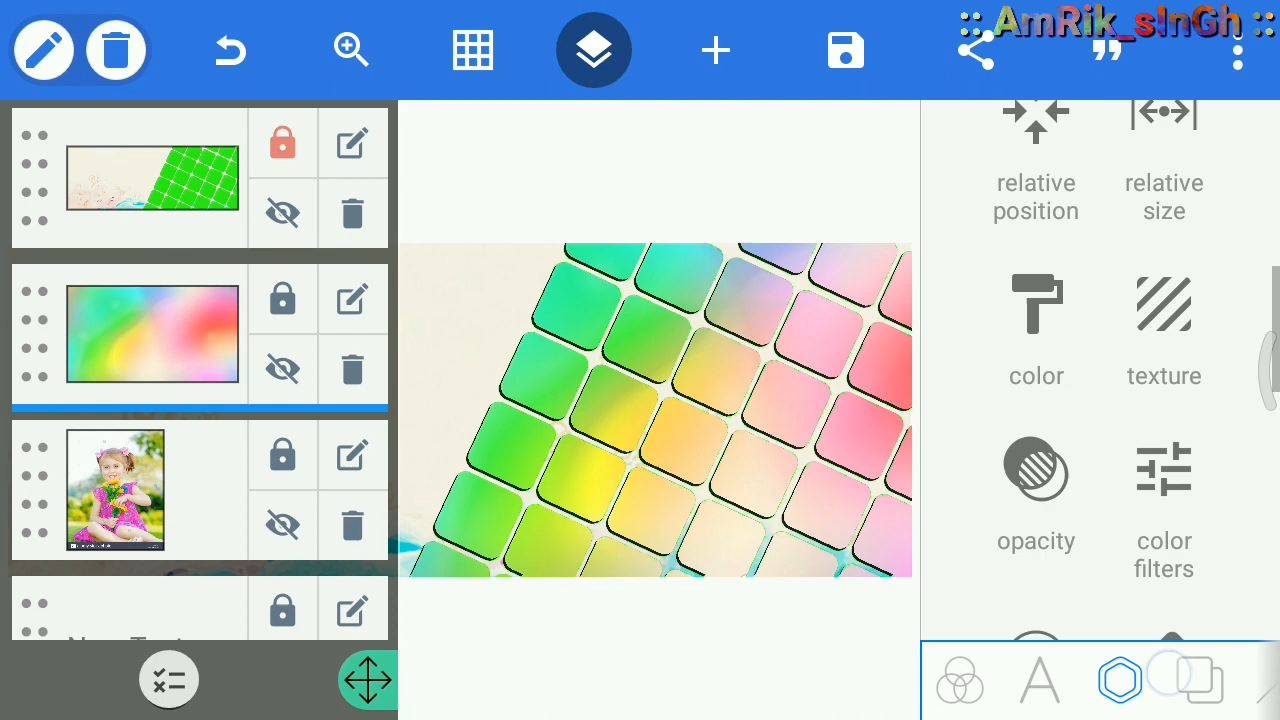 :: AmRik_sInGh ::
relative
position
relative
size
color
texture
opacity
color
filters